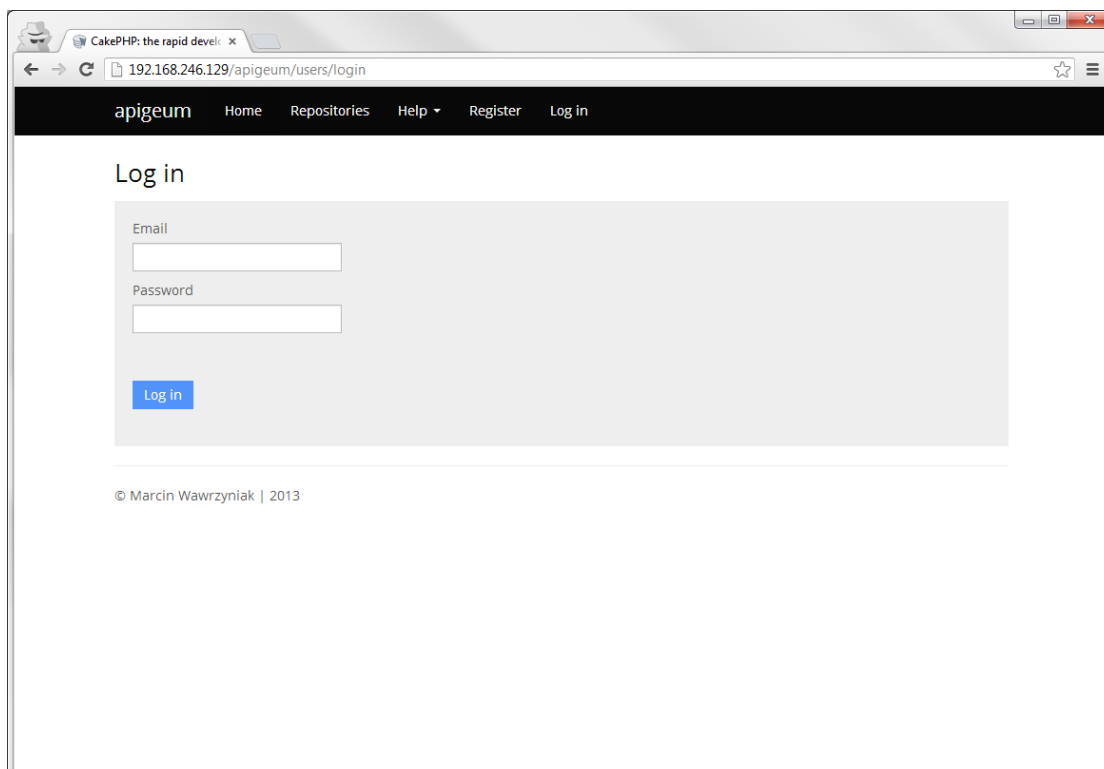 CakePHP: the rapid develo
192.168.246.129/apigeum/users/login
apigeum Home Repositories Help Register Log in
Log in
Email
Password
Log in
© Marcin Wawrzyniak | 2013